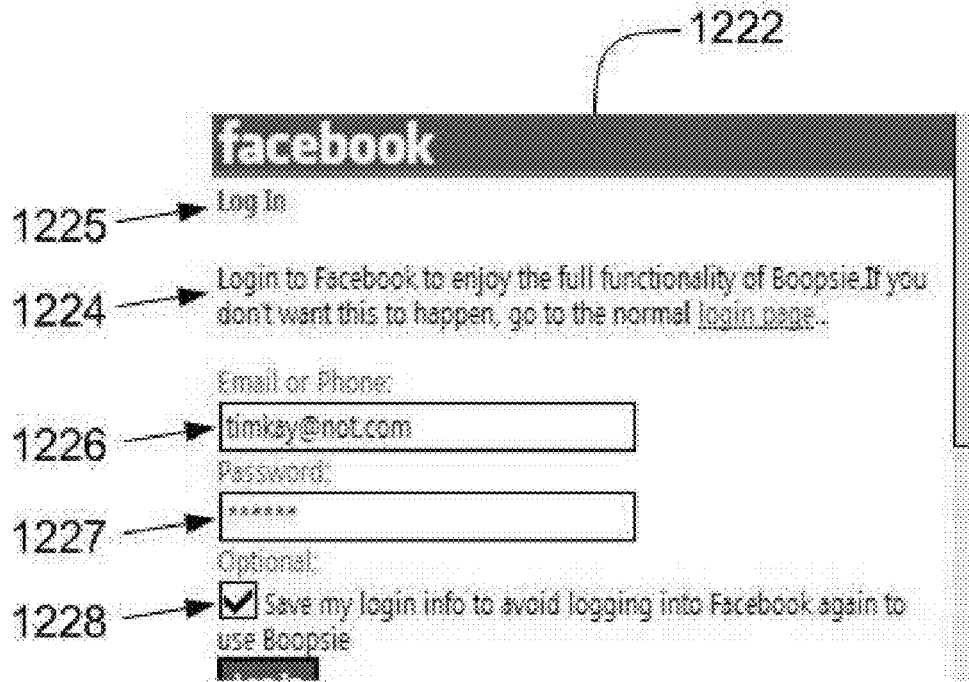 1222
facebook
1225
Log In
1224
Login to Facebook to enjoy the full functionality of Boopsie.If you
don't want this to happen, go to the normal login page...
Email or Phone:
1226
timkay@not.com
Password:
1227
******
Optional:
1228
Save my login info to avoid logging into Facebook again to
use Boopsie